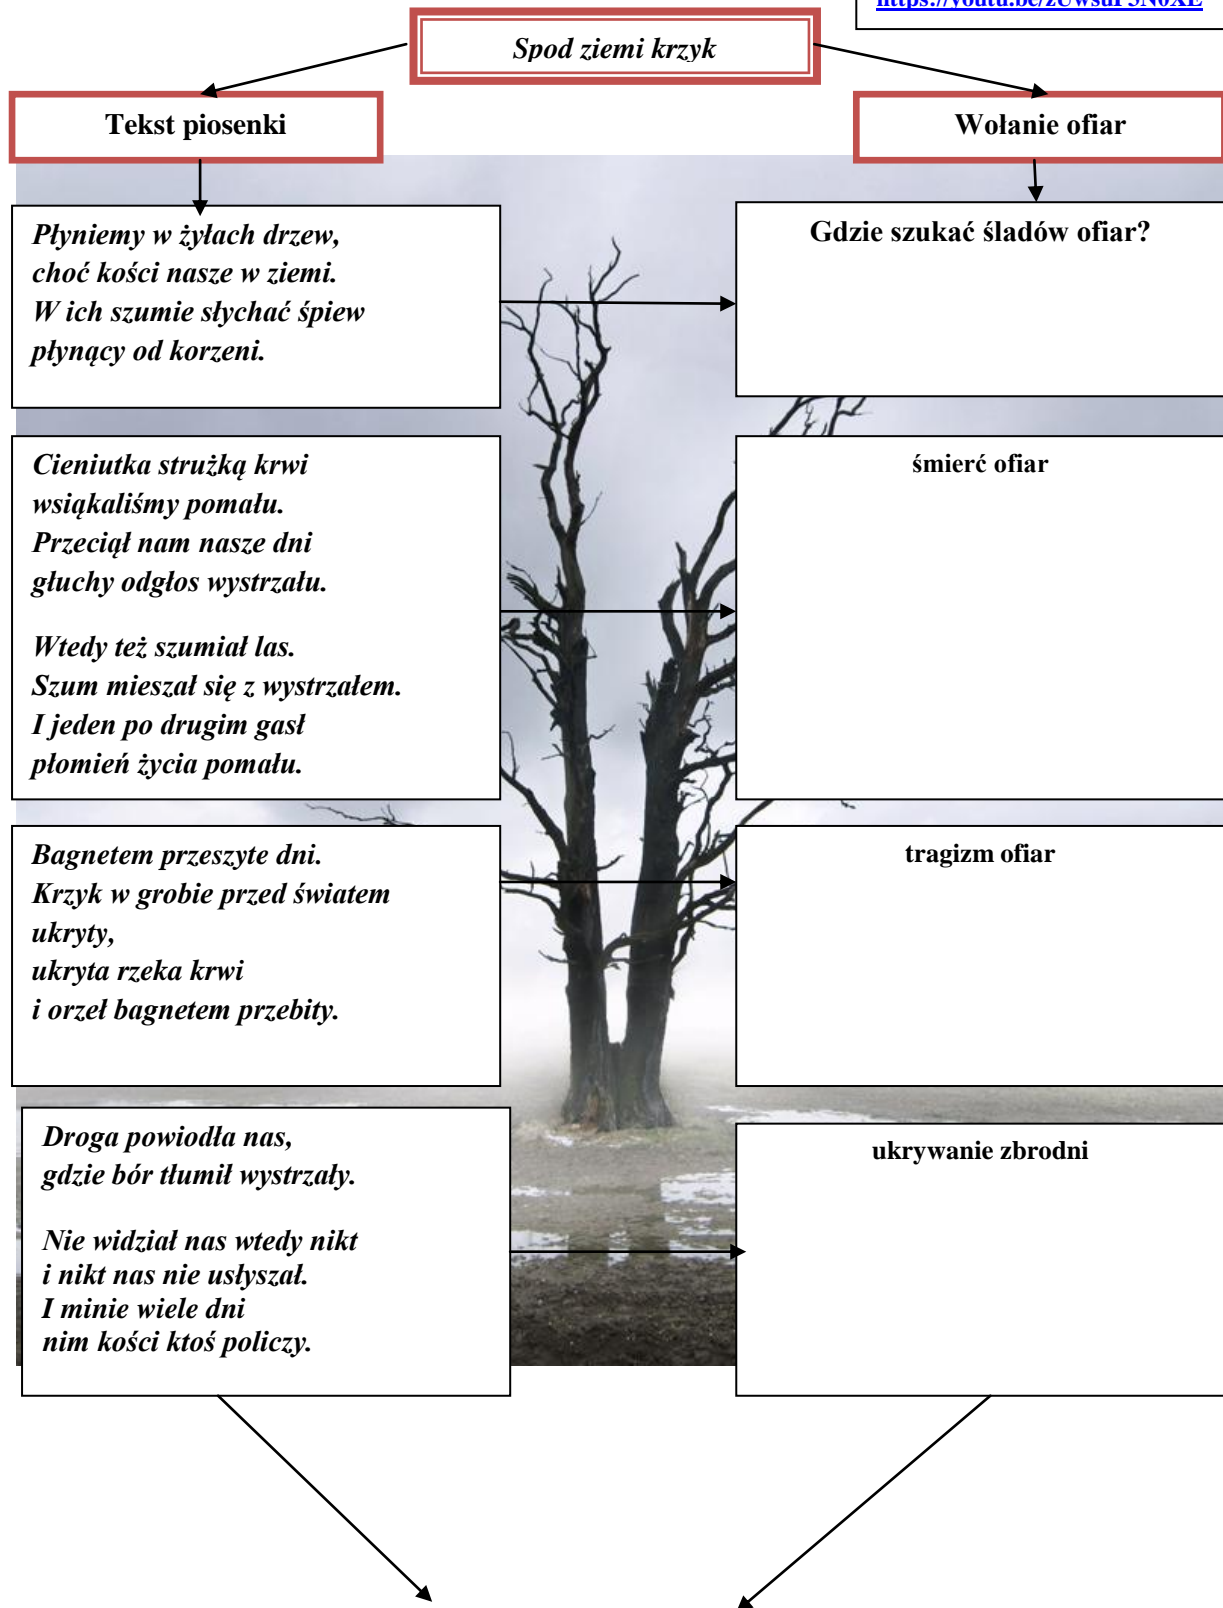 Spod ziemi krzyk
Tekst piosenki
Wołanie ofiar
Płyniemy w żyłach drzew,
choć kości nasze w ziemi.
W ich szumie słychać śpiew
płynący od korzeni.
Gdzie szukać śladów ofiar?
Cieniutka strużką krwi
wsiąkaliśmy pomału.
Przeciął nam nasze dni
głuchy odgłos wystrzału.
Wtedy też szumiał las.
Szum mieszał się z wystrzałem.
I jeden po drugim gasł
płomień życia pomału.
śmierć ofiar
Bagnetem przeszyte dni.
Krzyk w grobie przed światem
ukryty,
ukryta rzeka krwi
i orzeł bagnetem przebity.
tragizm ofiar
Droga powiodła nas,
gdzie bór tłumił wystrzały.
Nie widział nas wtedy nikt
i nikt nas nie usłyszał.
I minie wiele dni
nim kości ktoś policzy.
ukrywanie zbrodni